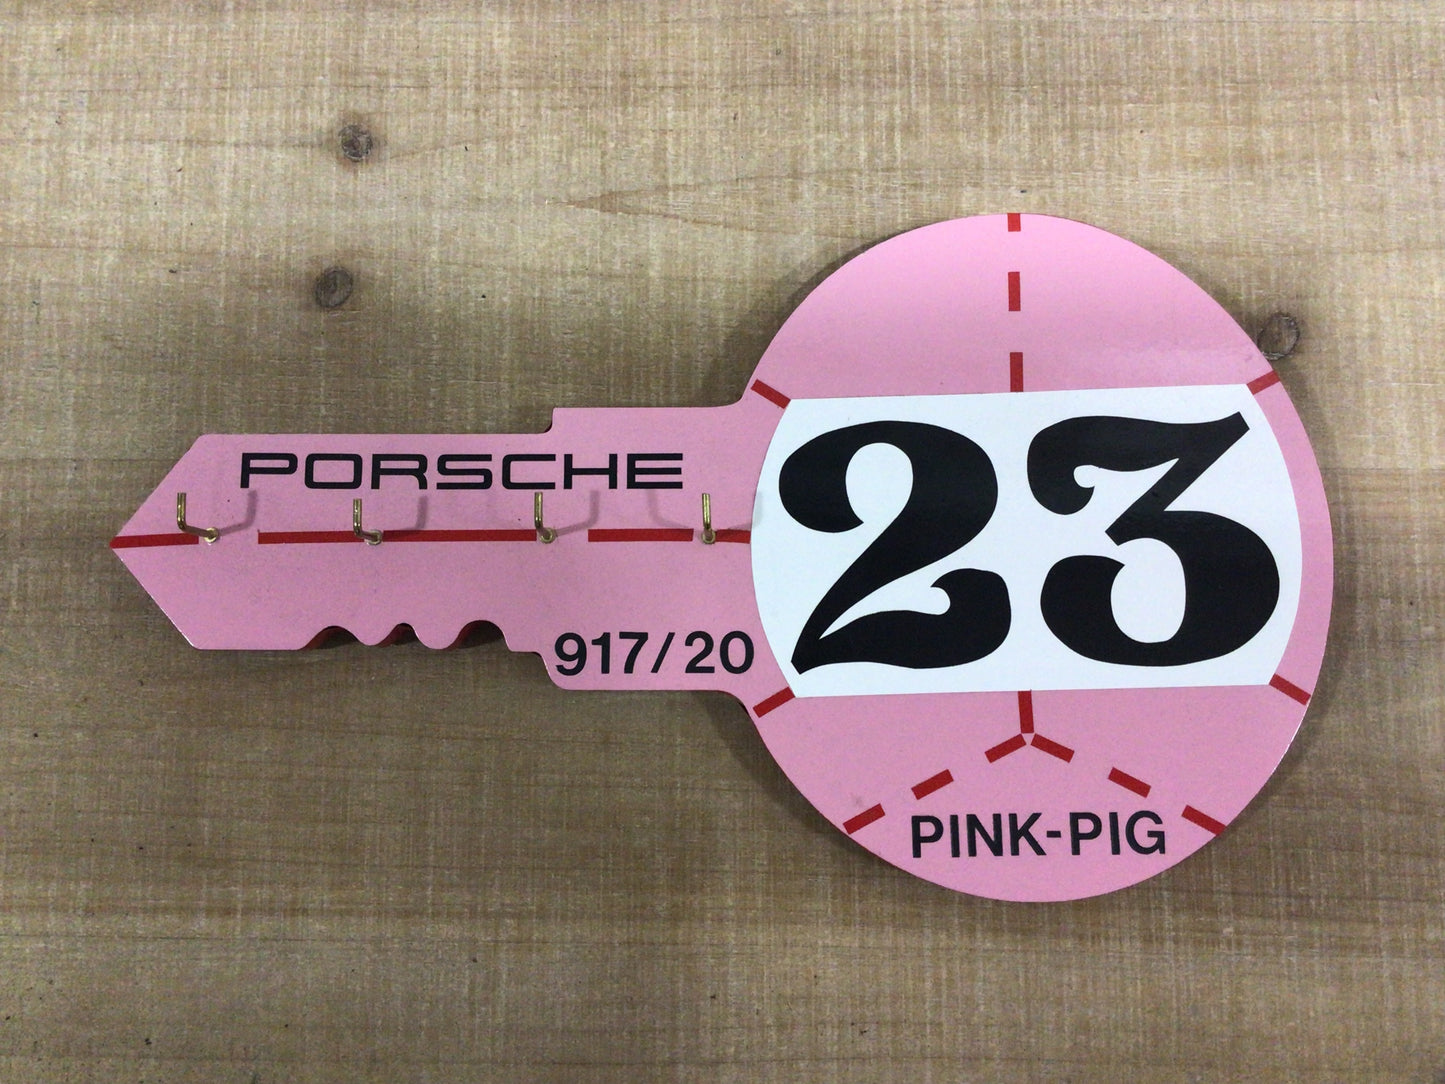 PORSCHE
917/20
23
PINK-PIG